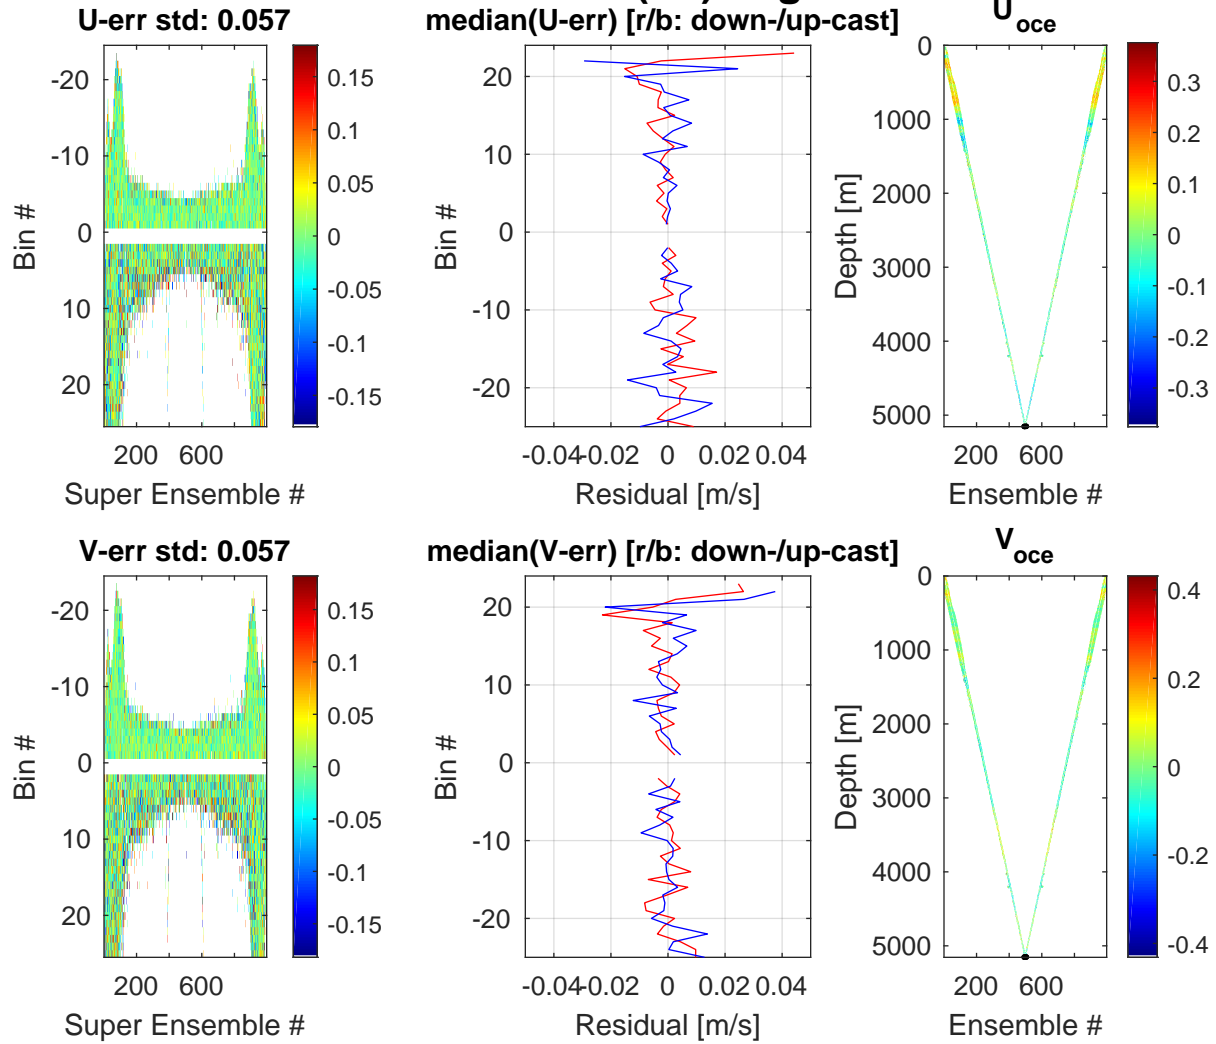 U-err std: 0.057
median(U-err) [r/b: down-/up-cast]
U
oce
-20
-10
0
10
20
Bin #
200 600
Super Ensemble #
0.15
0.1
0.05
0
-0.05
-0.1
-0.15
20
10
0
-10
-20
Bin #
-0.04 -0.02 0 0.02 0.04
Residual [m/s]
0
1000
2000
3000
4000
5000
Depth [m]
200 600
Ensemble #
0.3
0.2
0.1
0
-0.1
-0.2
-0.3
V-err std: 0.057
median(V-err) [r/b: down-/up-cast]
V
oce
-20
-10
0
10
20
Bin #
200 600
Super Ensemble #
0.15
0.1
0.05
0
-0.05
-0.1
-0.15
20
10
0
-10
-20
Bin #
-0.04 -0.02 0 0.02 0.04
Residual [m/s]
0
1000
2000
3000
4000
5000
Depth [m]
200 600
Ensemble #
0.4
0.2
0
-0.2
-0.4